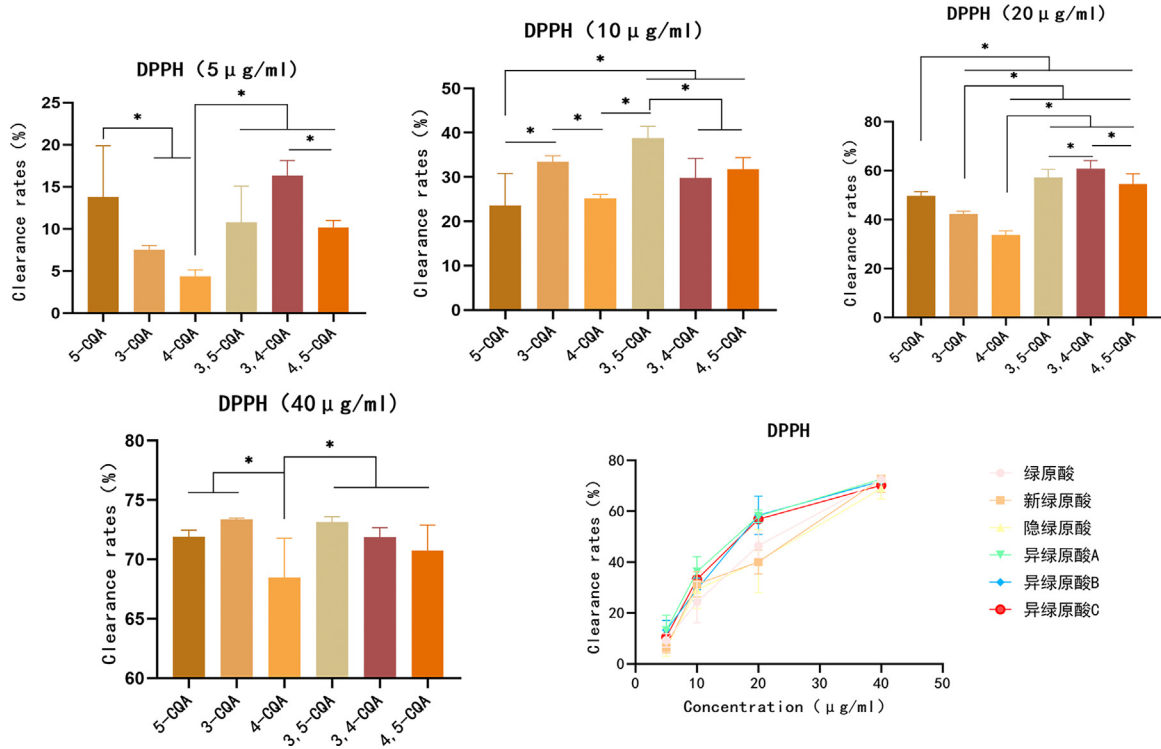 DPPH (5μg/ml)
Clearance rates (%)
25
20
15
10
5
0
*
*
*
5-CQA
3-CQA
4-CQA
3,5-CQA
3,4-CQA
4,5-CQA
DPPH (10μg/ml)
Clearance rates (%)
50
40
30
20
10
0
*
*
*
*
*
5-CQA
3-CQA
4-CQA
3,5-CQA
3,4-CQA
4,5-CQA
DPPH (20μg/ml)
Clearance rates (%)
80
60
40
60
80
*
*
*
*
*
5-CQA
3-CQA
4-CQA
3,5-CQA
3,4-CQA
4,5-CQA
DPPH (40μg/ml)
Clearance rates (%)
80
75
70
65
60
*
*
5-CQA
3-CQA
4-CQA
3,5-CQA
3,4-CQA
4,5-CQA
DPPH
Clearance rates (%)
80
60
40
20
0
0 10 20 30 40 50
Concentration (μg/ml)
绿原酸
新绿原酸
隐绿原酸
异绿原酸A
异绿原酸B
异绿原酸C